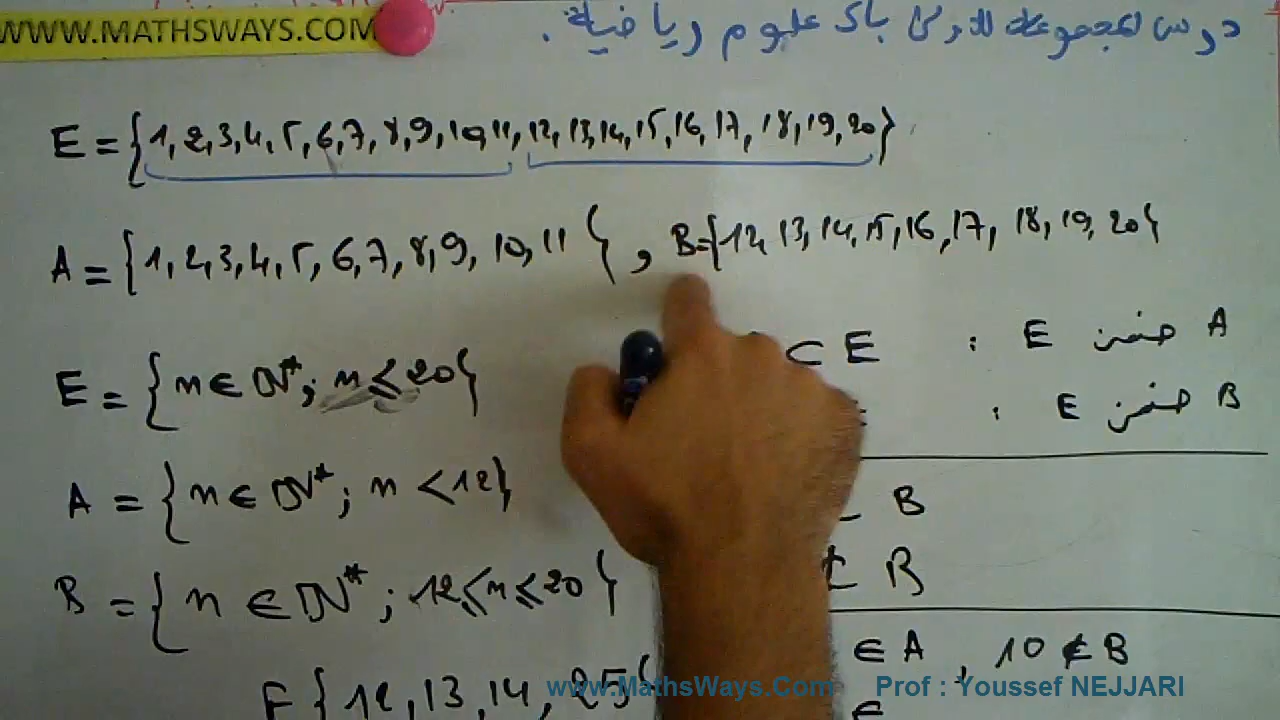 WWW.MATHSWAYS.COM
درس المجموعات للاولى باك علوم رياضية.
E = {1, 2, 3, 4, 5, 6, 7, 8, 9, 10, 11, 12, 13, 14, 15, 16, 17, 18, 19, 20}
A = {1, 2, 3, 4, 5, 6, 7, 8, 9, 10, 11} , B = {12, 13, 14, 15, 16, 17, 18, 19, 20}
⊂ E : E ضمن A
: E ضمن B
E = {n ∈ ℕ* ; n ≤ 20}
A = {n ∈ ℕ* ; n < 12}
B
B = {n ∈ ℕ* ; 12 ≤ n ≤ 20}
⊄ B
∈ A , 10 ∉ B
F {12, 13, 14, 25}
www.MathsWays.Com Prof : Youssef NEJJARI